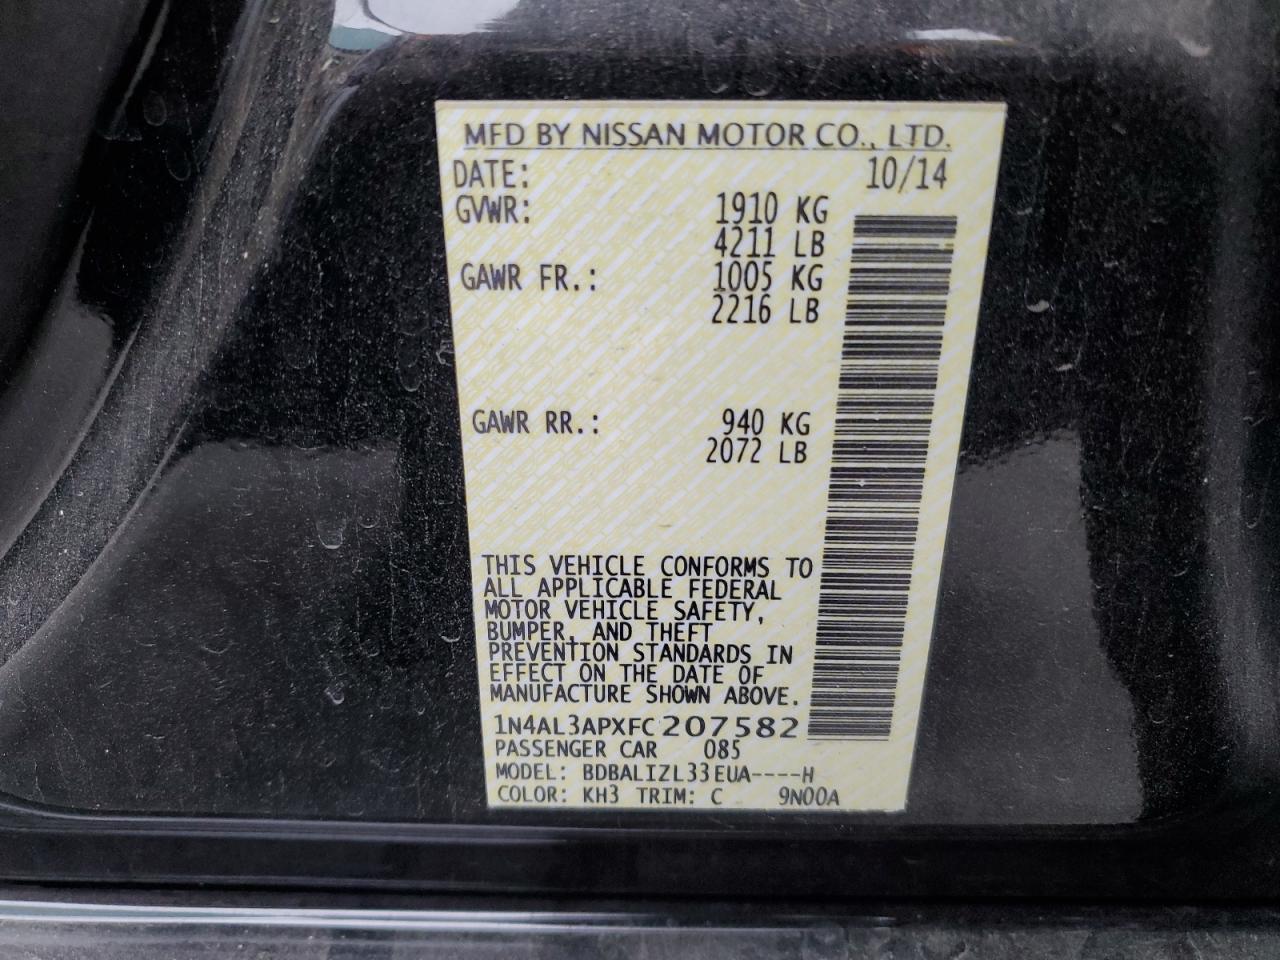 MFD BY NISSAN MOTOR CO., LTD.
DATE: 10/14
GVWR: 1910 KG
4211 LB
GAWR FR.: 1005 KG
2216 LB
GAWR RR.: 940 KG
2072 LB
THIS VEHICLE CONFORMS TO
ALL APPLICABLE FEDERAL
MOTOR VEHICLE SAFETY,
BUMPER, AND THEFT
PREVENTION STANDARDS IN
EFFECT ON THE DATE OF
MANUFACTURE SHOWN ABOVE.
1N4AL3APXFC207582
PASSENGER CAR 085
MODEL: BDBALIZL33EUA----H
COLOR: KH3 TRIM: C 9N00A